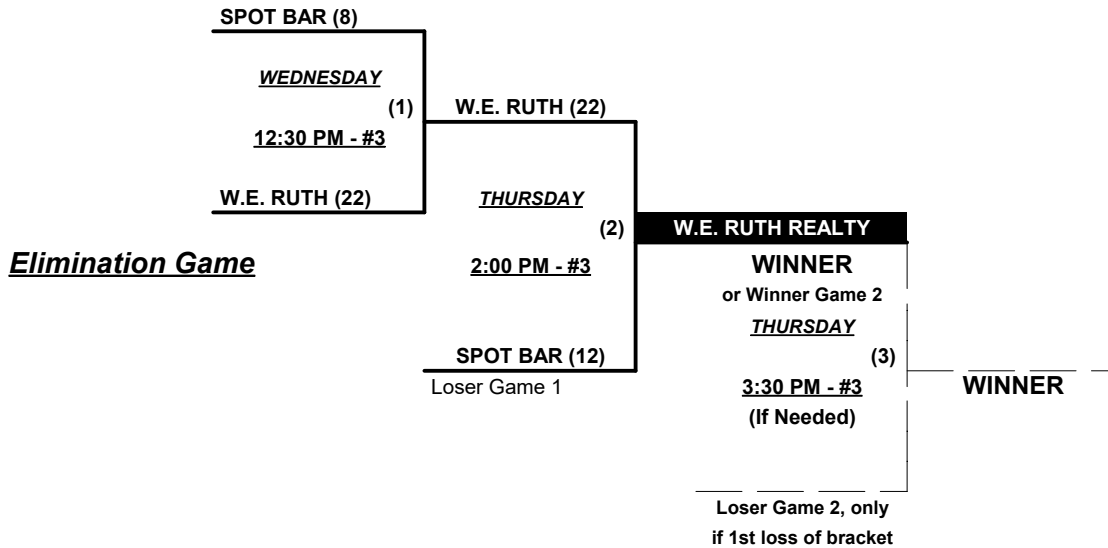 SPOT BAR (8)
WEDNESDAY
(1)
W.E. RUTH (22)
12:30 PM - #3
W.E. RUTH (22)
THURSDAY
(2)
W.E. RUTH REALTY
Elimination Game
2:00 PM - #3
WINNER
or Winner Game 2
THURSDAY
SPOT BAR (12)
(3)
Loser Game 1
3:30 PM - #3
WINNER
(If Needed)
Loser Game 2, only
if 1st loss of bracket